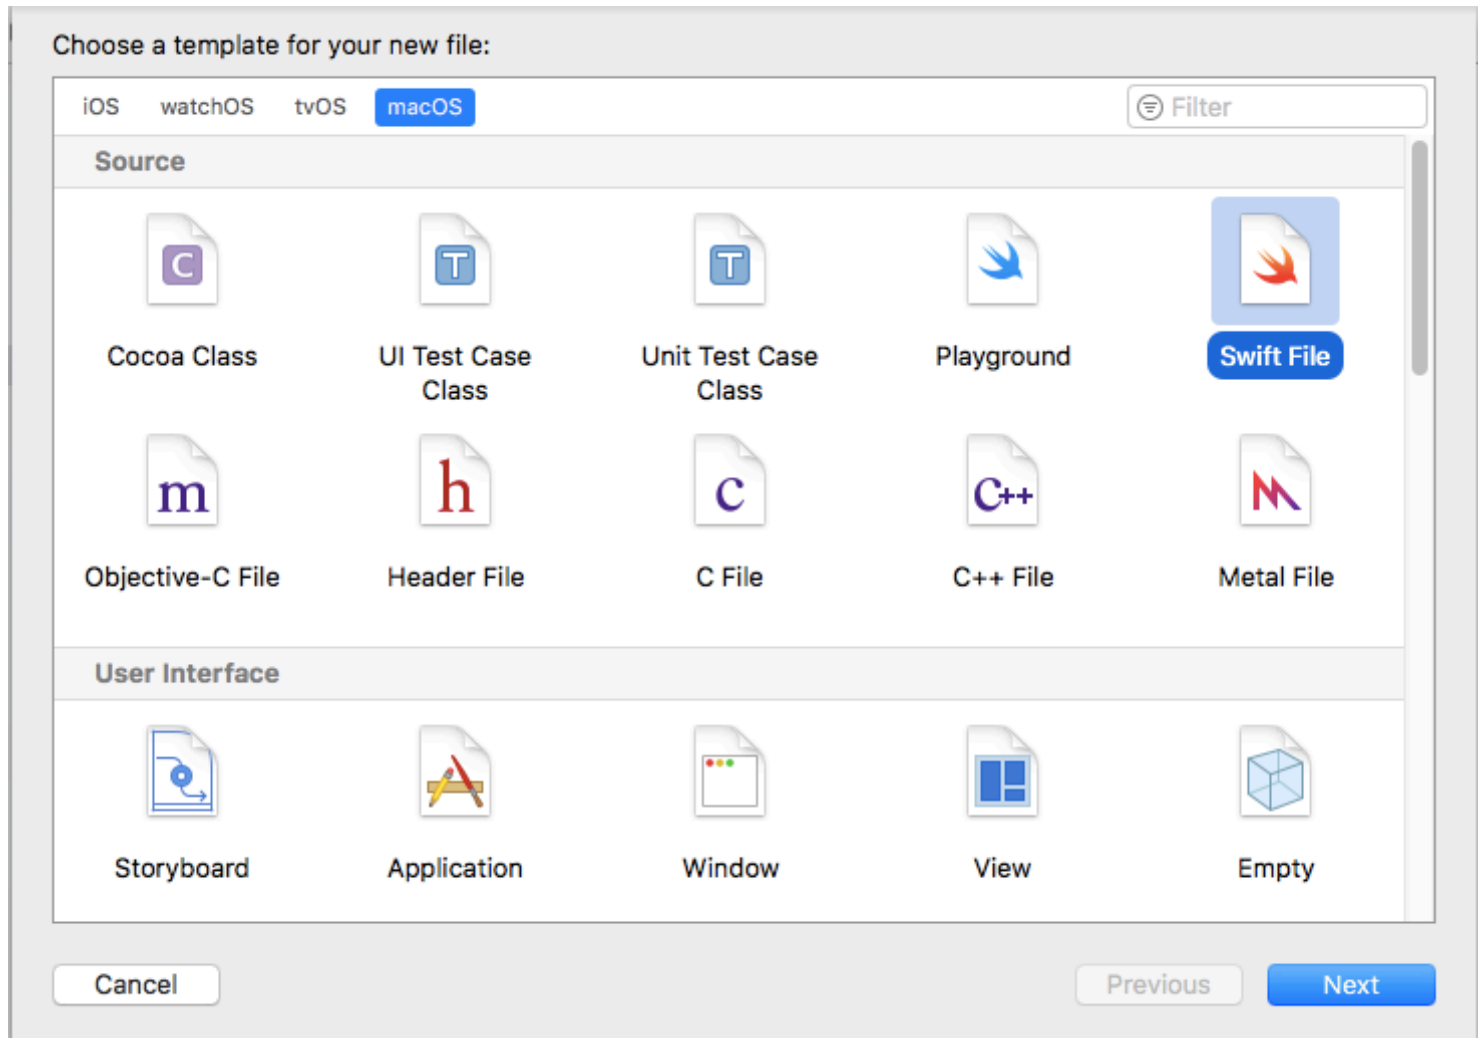 Choose a template for your new file:
iOS watchOS tvOS macOS Filter
Source
C T T
Cocoa Class UI Test Case Class Unit Test Case Class Playground Swift File
m h c C++
Objective-C File Header File C File C++ File Metal File
User Interface
Storyboard Application Window View Empty
Cancel Previous Next